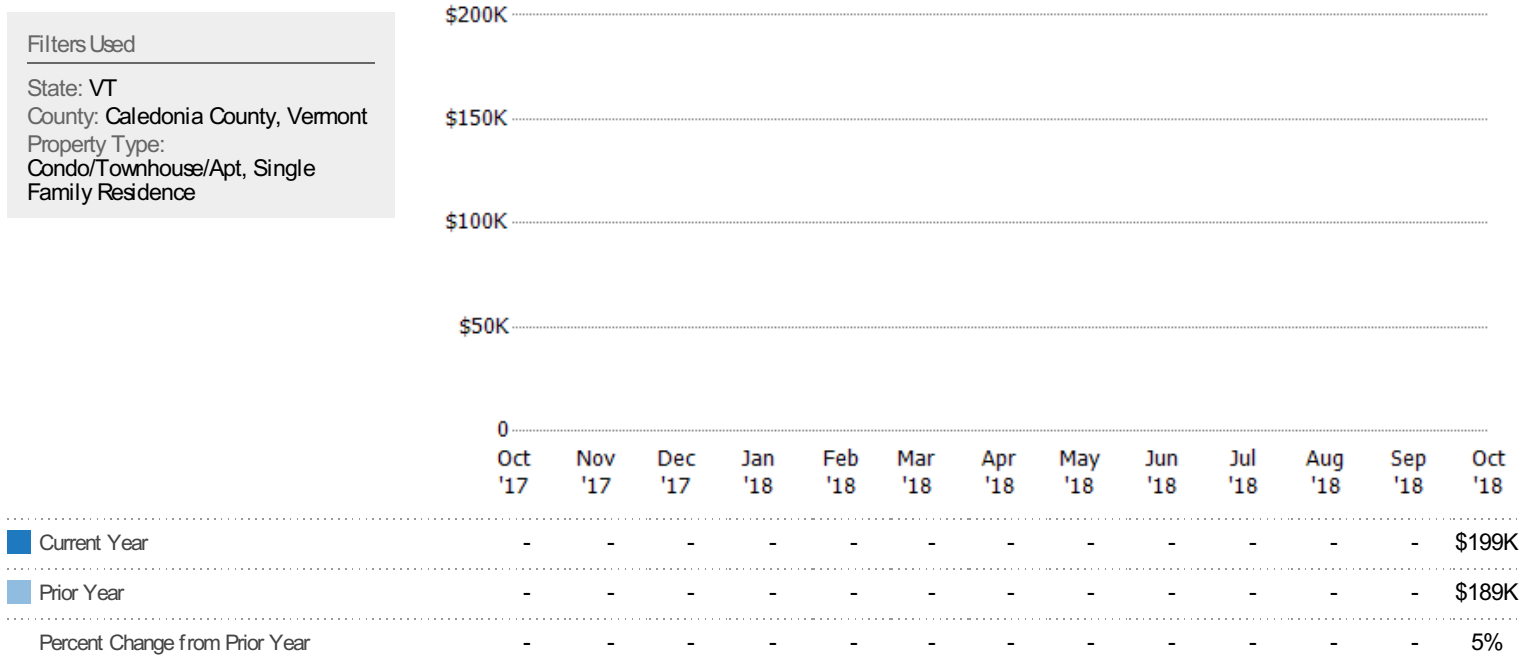 Filters Used
State: VT
County: Caledonia County, Vermont
Property Type:
Condo/Townhouse/Apt, Single
Family Residence
$200K
$150K
$100K
$50K
0
Oct Nov Dec Jan Feb Mar Apr May Jun Jul Aug Sep Oct
'17 '17 '17 '18 '18 '18 '18 '18 '18 '18 '18 '18 '18
Current Year - - - - - - - - - - - - $199K
Prior Year - - - - - - - - - - - - $189K
Percent Change from Prior Year - - - - - - - - - - - - 5%